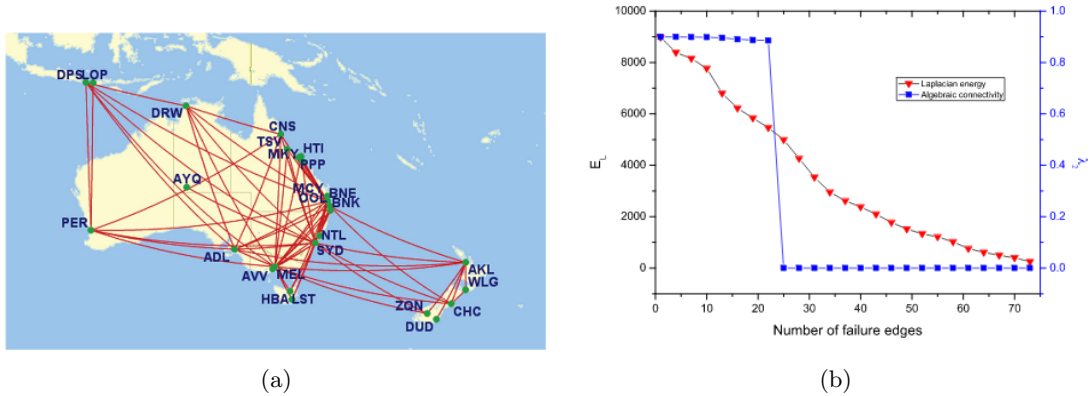 DPS LOP
DRW
CNS
TSV
HTI
MKY
PPP
AYQ
MCY
BNE
OOL
BNK
PER
NTL
SYD
ADL
AVV
MEL
AKL
WLG
HBA LST
ZQN
CHC
DUD
(a)
10000
8000
6000
4000
2000
0
E_L
1.0
0.8
0.6
0.4
0.2
0.0
Laplacian energy
Algebraic connectivity
0 10 20 30 40 50 60 70
Number of failure edges
(b)